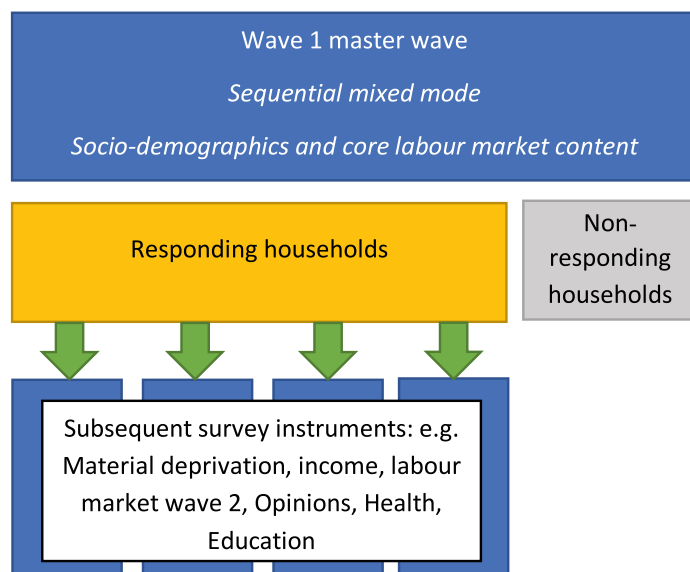 Wave 1 master wave
Sequential mixed mode
Socio-demographics and core labour market content
Responding households
Non-
responding
households
Subsequent survey instruments: e.g.
Material deprivation, income, labour
market wave 2, Opinions, Health,
Education